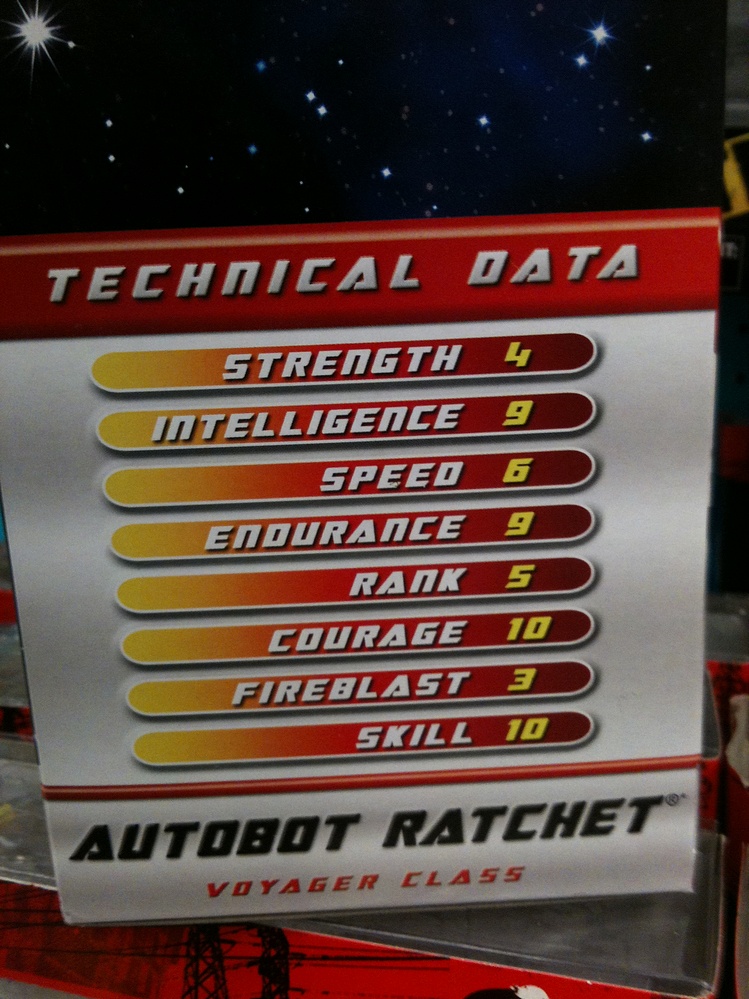 TECHNICAL DATA
STRENGTH 4
INTELLIGENCE 9
SPEED 6
ENDURANCE 9
RANK 5
COURAGE 10
FIREBLAST 3
SKILL 10
AUTOBOT RATCHET®
VOYAGER CLASS